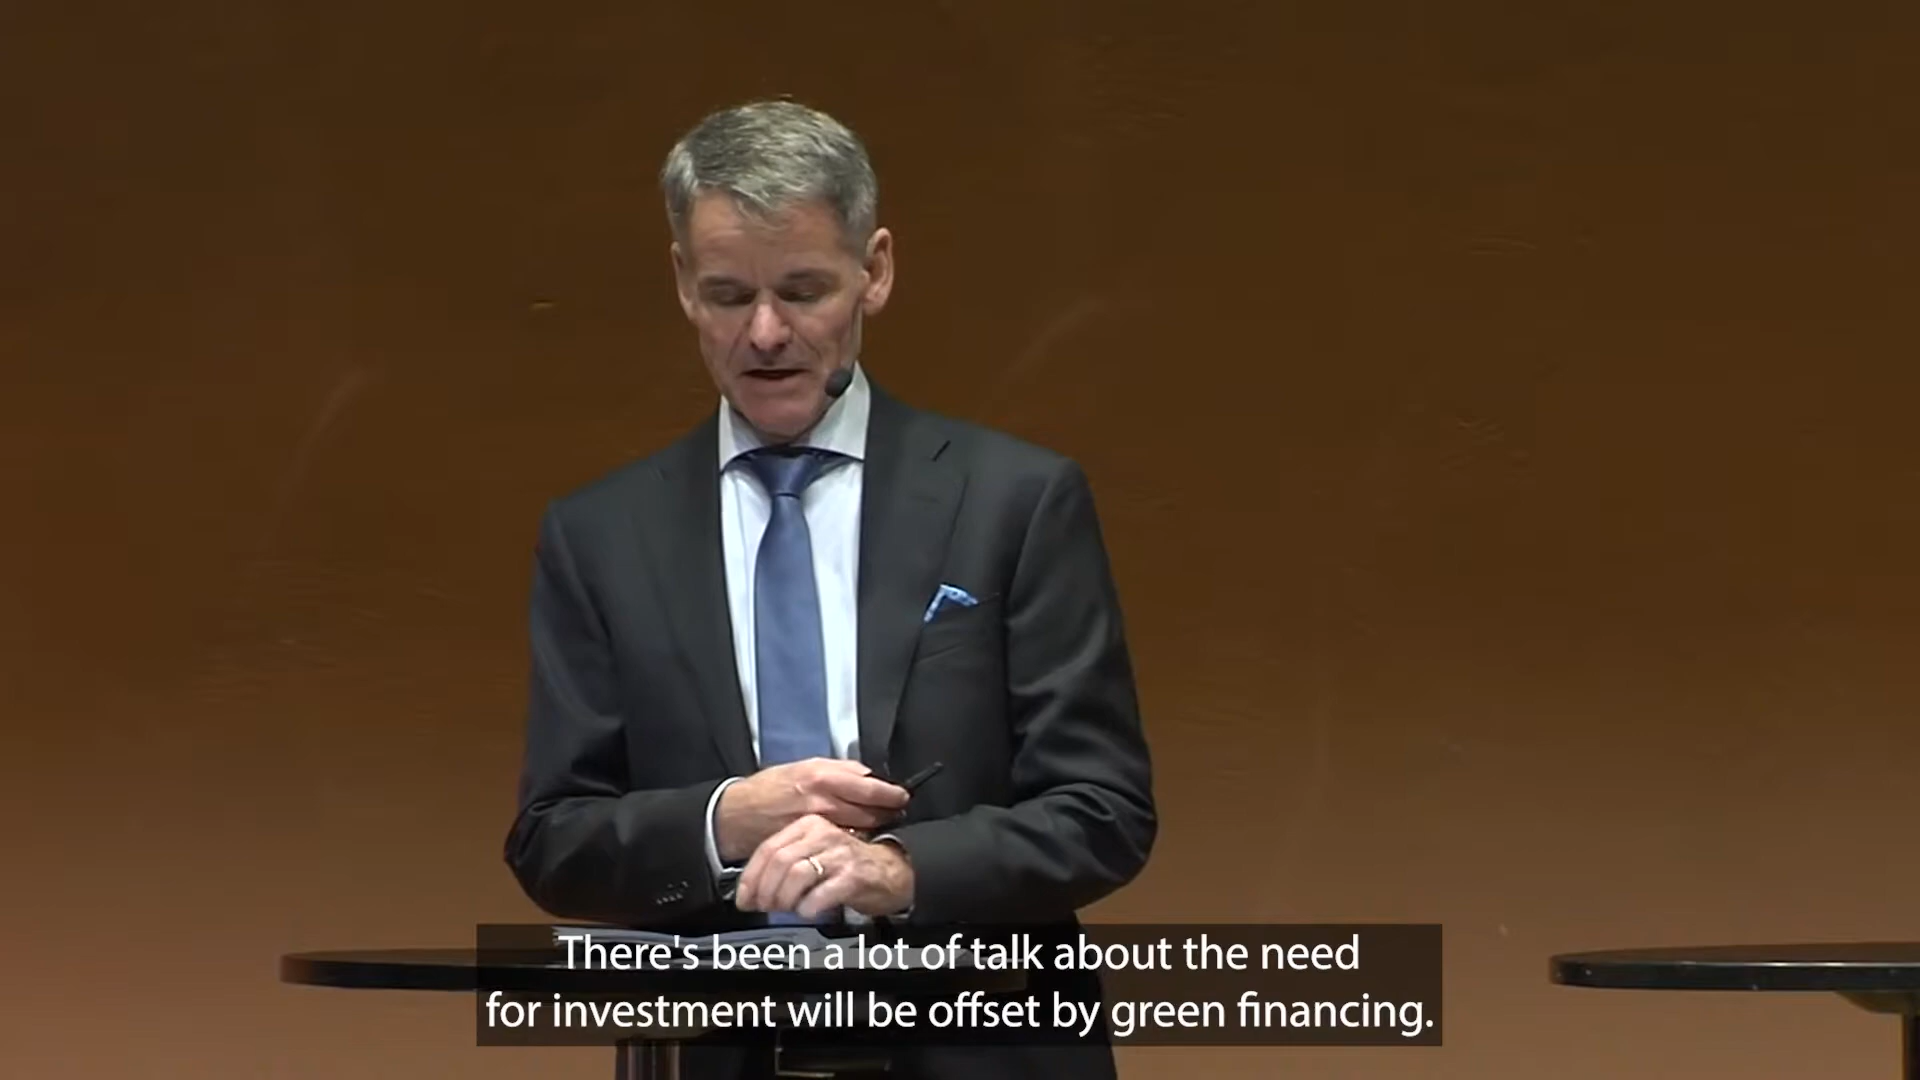 There's been a lot of talk about the need
for investment will be offset by green financing.